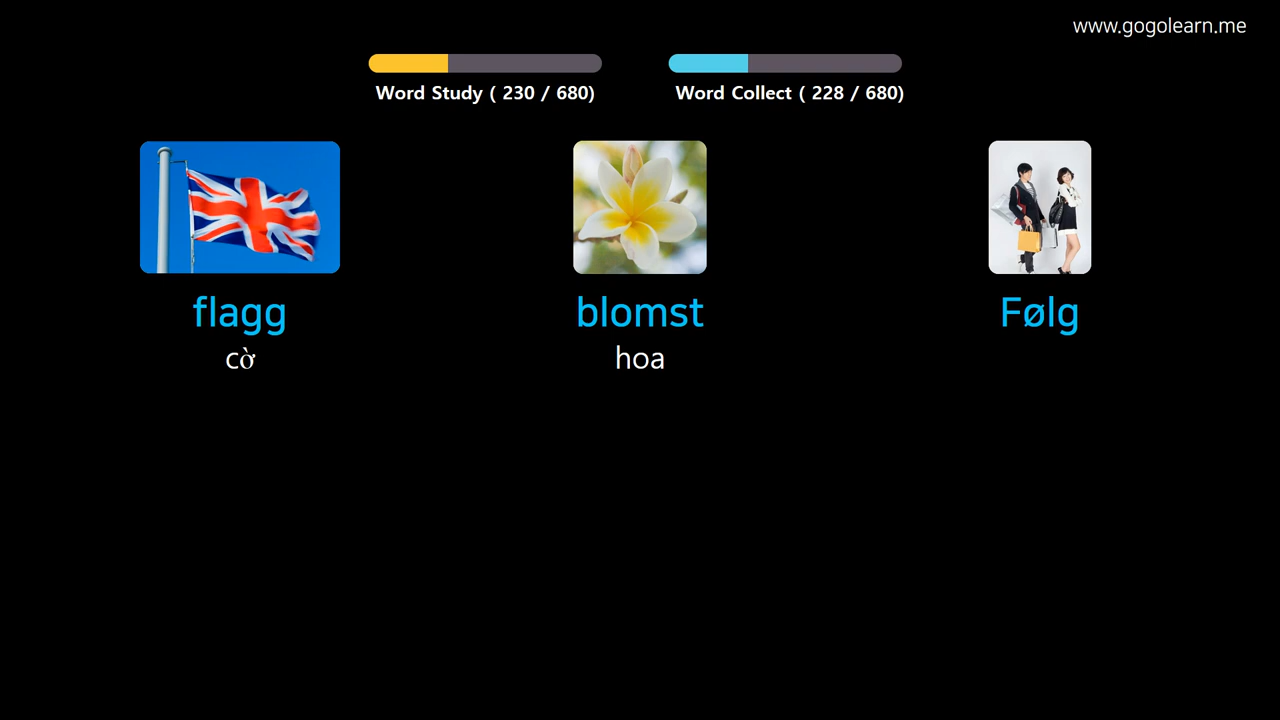 www.gogolearn.me
Word Study ( 230 / 680)
Word Collect ( 228 / 680)
flagg
cờ
blomst
hoa
Følg